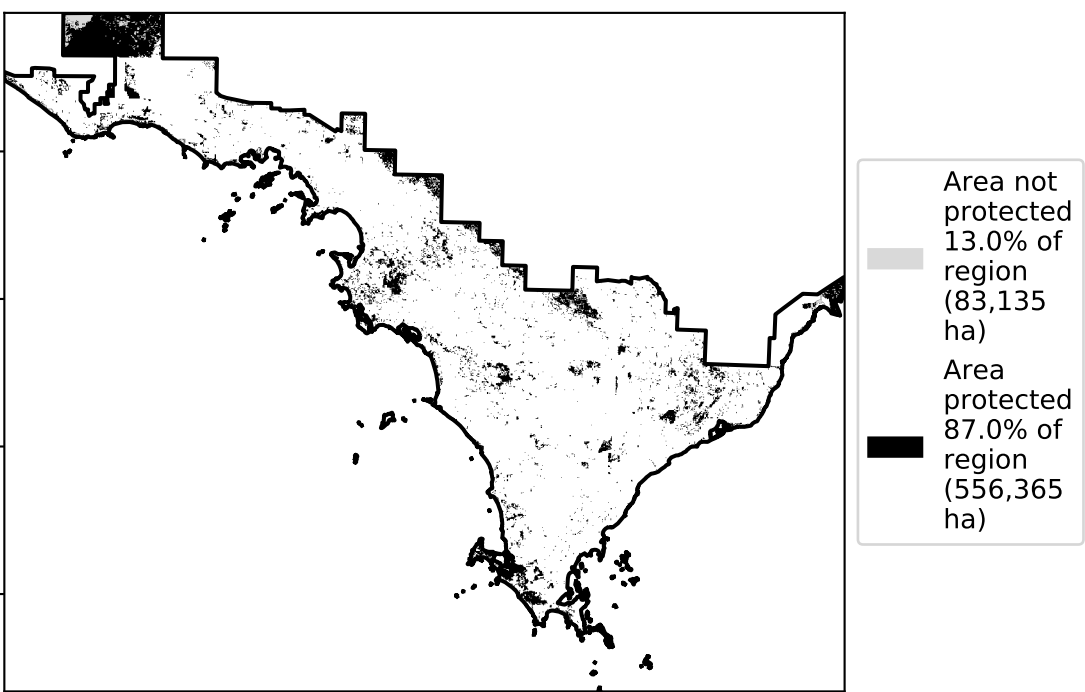 Area not
protected
13.0% of
region
(83,135
ha)
Area
protected
87.0% of
region
(556,365
ha)